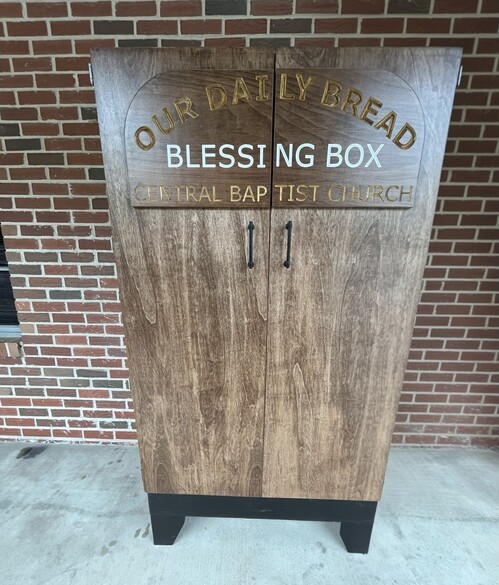 OUR DAILY BREAD
BLESSING BOX
CENTRAL BAPTIST CHURCH